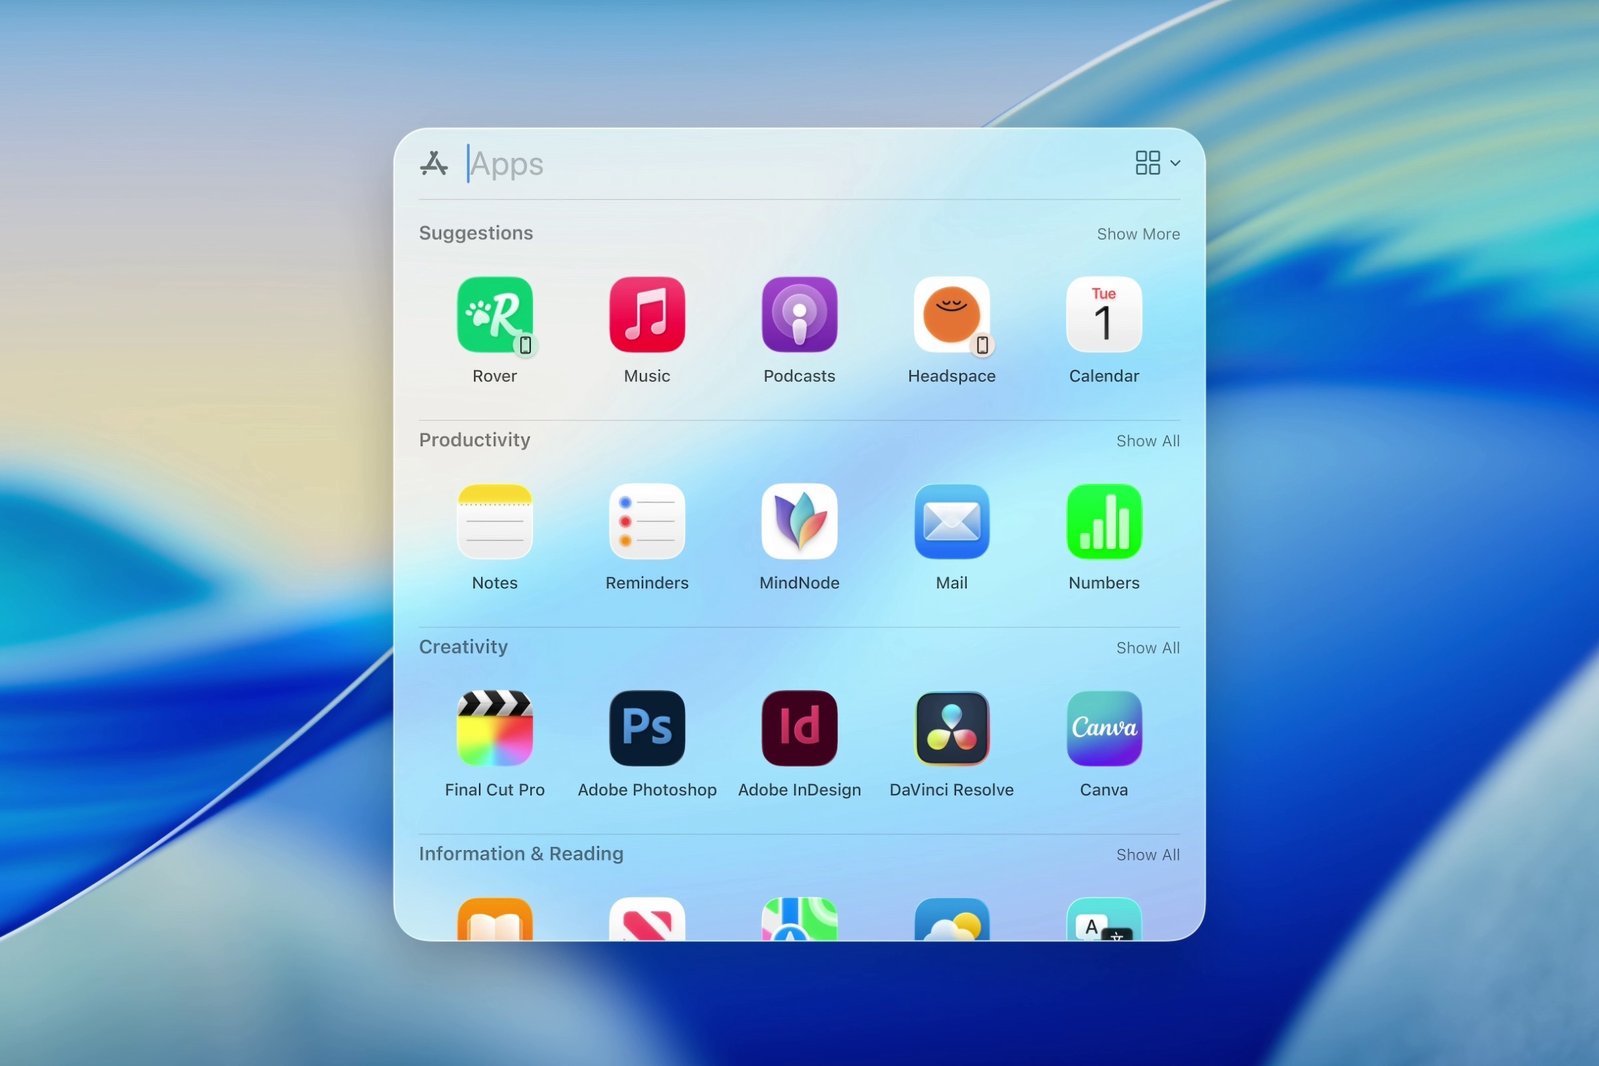 Apps
Suggestions Show More
R
Tue
1
Rover Music Podcasts Headspace Calendar
Productivity Show All
Notes Reminders MindNode Mail Numbers
Creativity Show All
Ps Id Canva
Final Cut Pro Adobe Photoshop Adobe InDesign DaVinci Resolve Canva
Information & Reading Show All
A 文